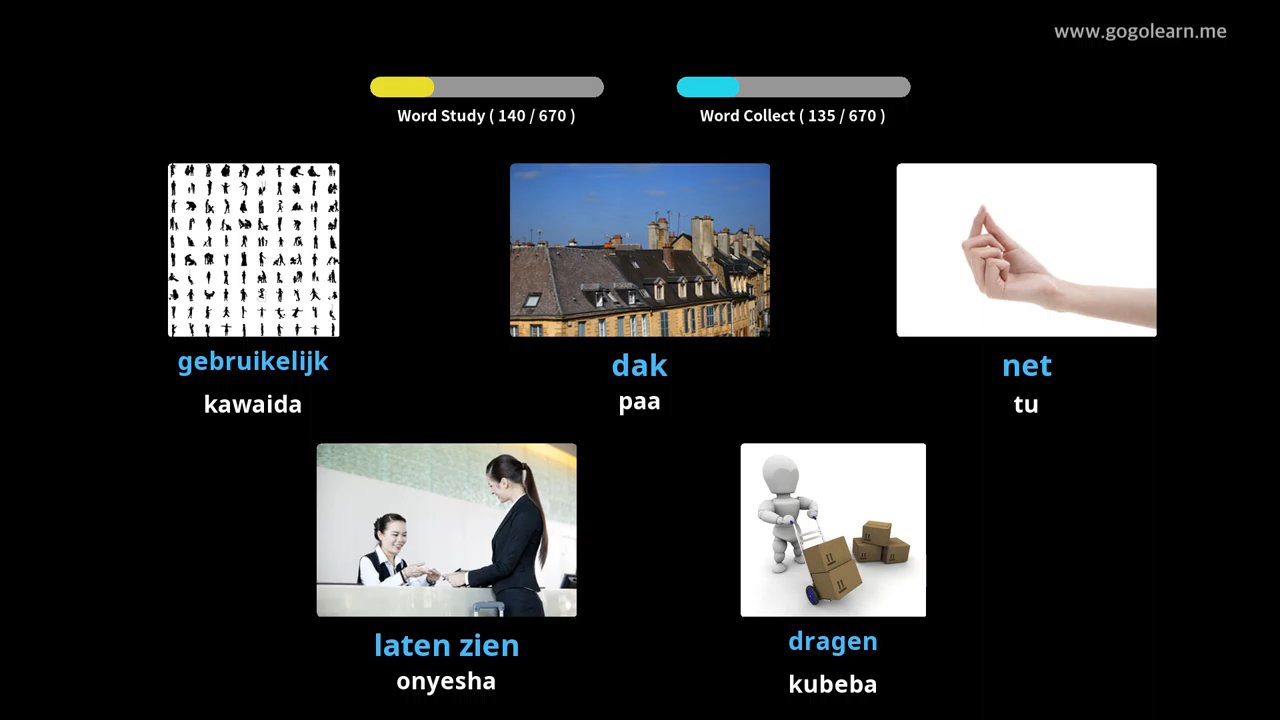 www.gogolearn.me
Word Study ( 140 / 670 )
Word Collect ( 135 / 670 )
gebruikelijk
kawaida
dak
paa
net
tu
laten zien
onyesha
dragen
kubeba